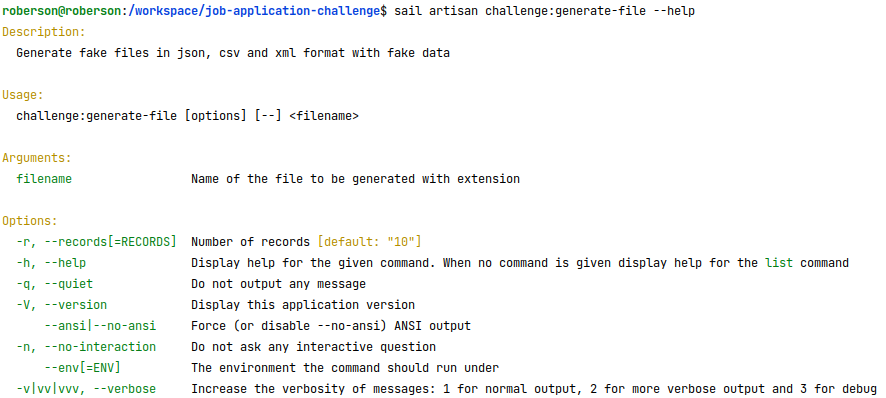 roberson@roberson:/workspace/job-application-challenge$ sail artisan challenge:generate-file --help
Description:
  Generate fake files in json, csv and xml format with fake data

Usage:
  challenge:generate-file [options] [--] <filename>

Arguments:
  filename                 Name of the file to be generated with extension

Options:
  -r, --records[=RECORDS]  Number of records [default: "10"]
  -h, --help               Display help for the given command. When no command is given display help for the list command
  -q, --quiet              Do not output any message
  -V, --version            Display this application version
      --ansi|--no-ansi     Force (or disable --no-ansi) ANSI output
  -n, --no-interaction     Do not ask any interactive question
      --env[=ENV]          The environment the command should run under
  -v|vv|vvv, --verbose     Increase the verbosity of messages: 1 for normal output, 2 for more verbose output and 3 for debug